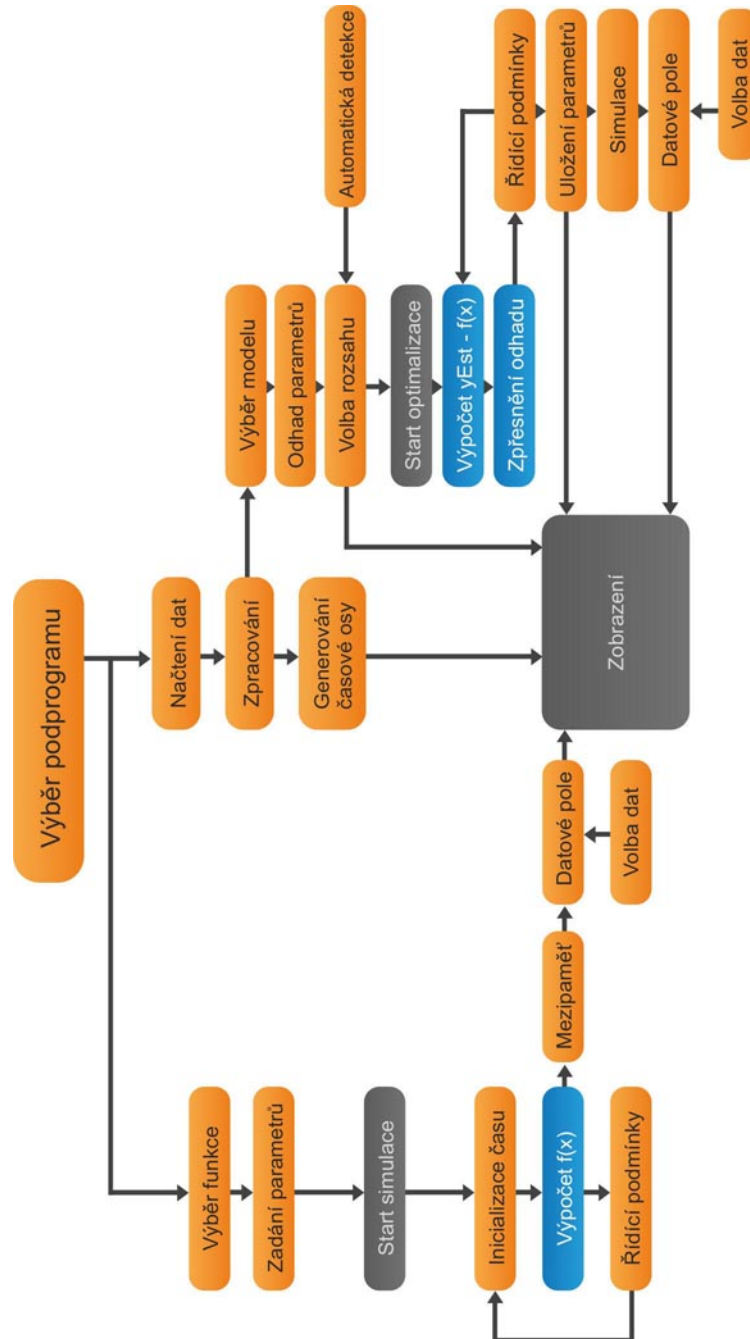 Výběr podprogramu
Výběr funkce
Zadání parametrů
Start simulace
Inicializace času
Výpočet f(x)
Řídící podmínky
Mezipaměť
Datové pole
Volba dat
Načtení dat
Zpracování
Generování
časové osy
Zobrazení
Výběr modelu
Odhad parametrů
Volba rozsahu
Automatická detekce
Start optimalizace
Výpočet yEst - f(x)
Zpřesnění odhadu
Řídící podmínky
Uložení parametrů
Simulace
Datové pole
Volba dat